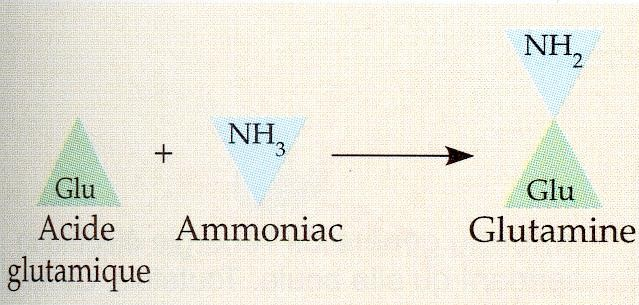 NH₂
NH₃
+
Glu
Glu
Acide
glutamique
Ammoniac
Glutamine